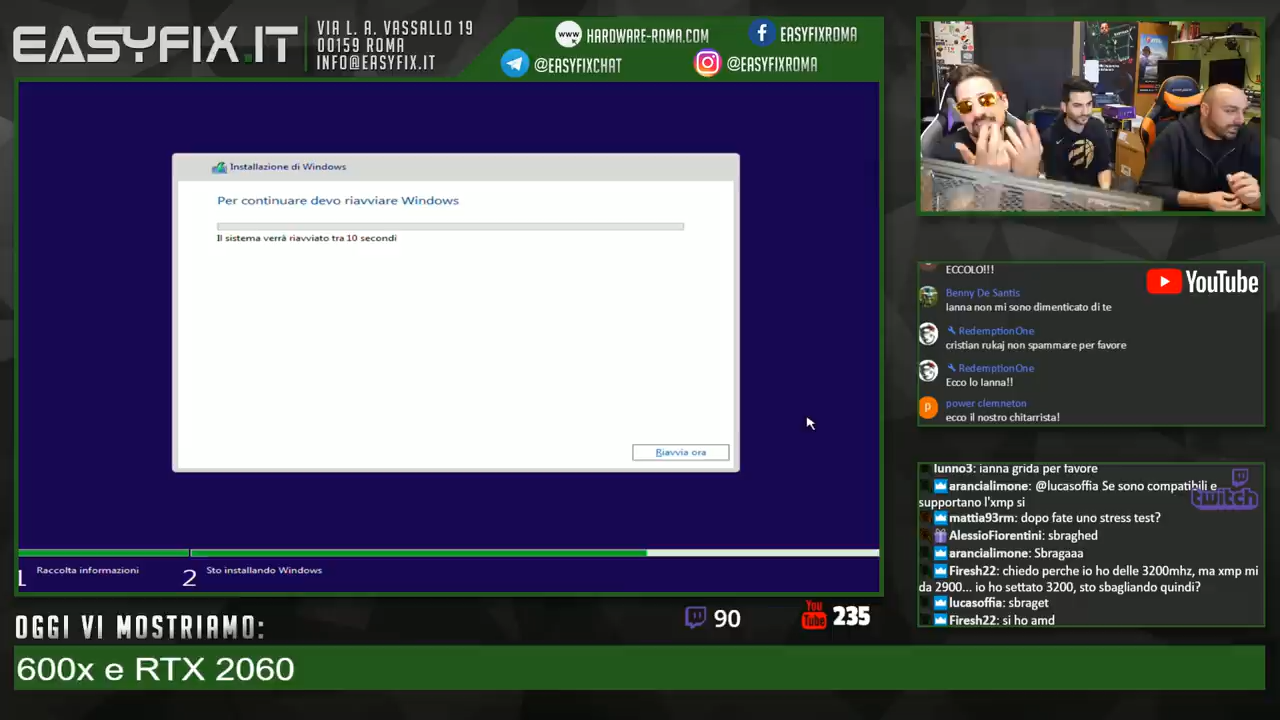 EASYFIX.IT
VIA L. A. VASSALLO 19
00159 ROMA
INFO@EASYFIX.IT
WWW
HARDWARE-ROMA.COM
EASYFIXROMA
@EASYFIXCHAT
@EASYFIXROMA
Installazione di Windows
Per continuare devo riavviare Windows
Il sistema verrà riavviato tra 10 secondi
Riavvia ora
1 Raccolta informazioni
2 Sto installando Windows
ECCOLO!!!
YouTube
Benny De Santis
Ianna non mi sono dimenticato di te
RedemptionOne
cristian rukaj non spammare per favore
RedemptionOne
Ecco lo Ianna!!
power clemneton
ecco il nostro chitarrista!
lunno3: ianna grida per favore
arancialimone: @lucasoffia Se sono compatibili e
supportano l'xmp si
twitch
mattia93rm: dopo fate uno stress test?
AlessioFiorentini: sbraghed
arancialimone: Sbragaaa
Firesh22: chiedo perche io ho delle 3200mhz, ma xmp mi
da 2900... io ho settato 3200, sto sbagliando quindi?
lucasoffia: sbraget
Firesh22: si ho amd
OGGI VI MOSTRIAMO:
90
You Tube
235
600x e RTX 2060